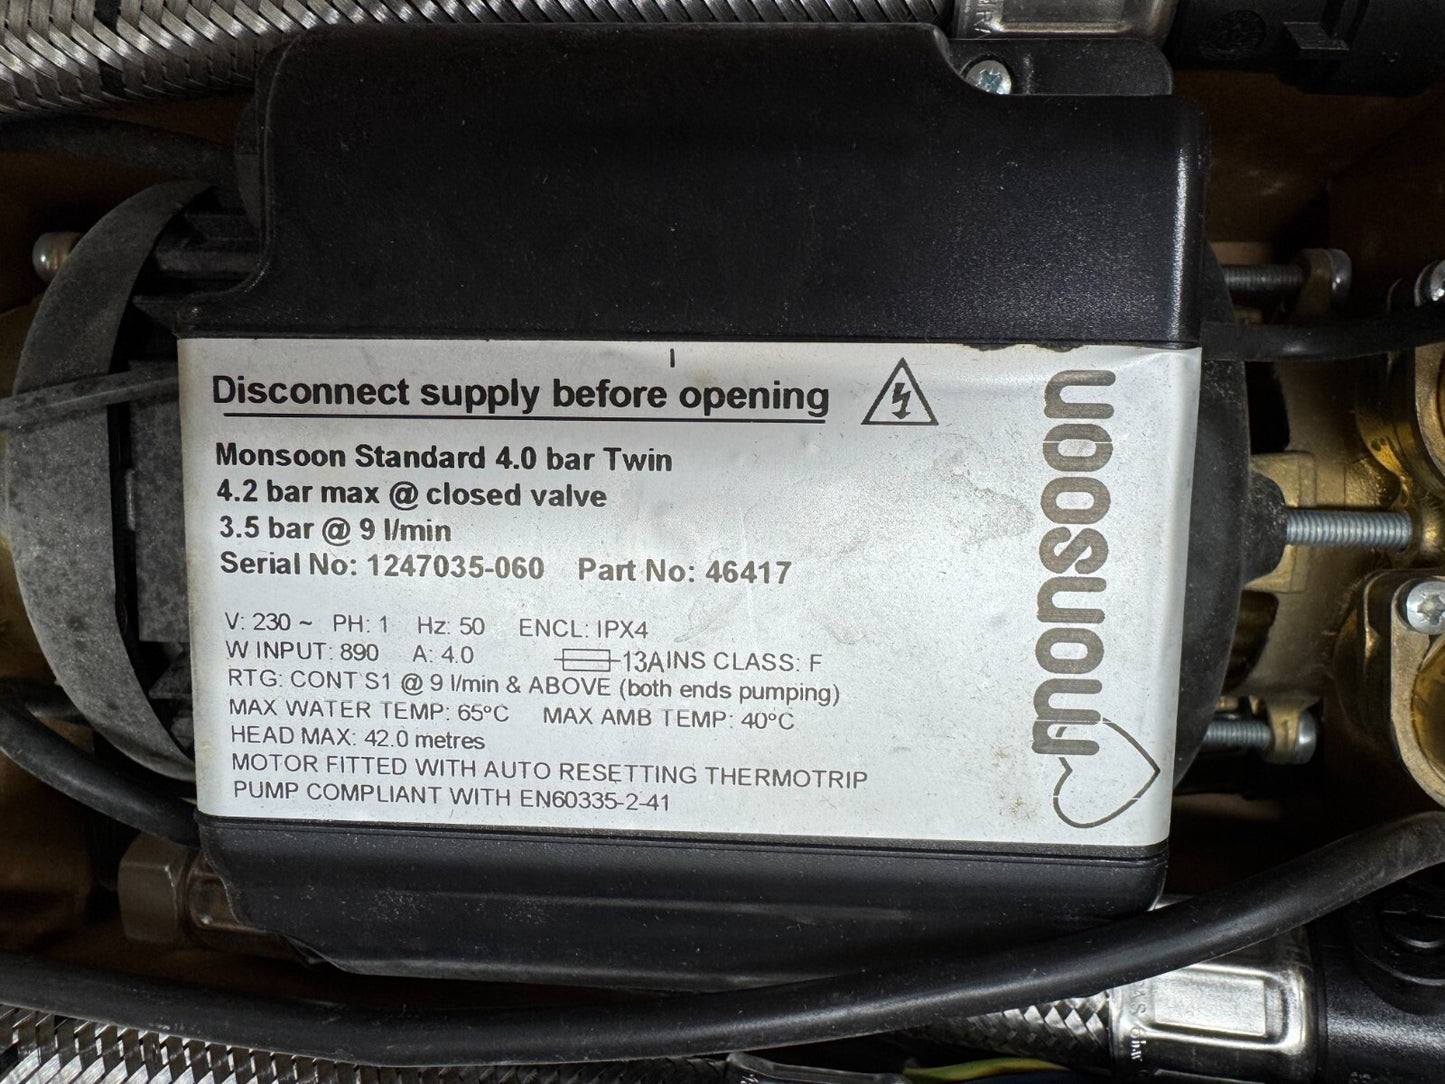 Disconnect supply before opening
Monsoon Standard 4.0 bar Twin
4.2 bar max @ closed valve
3.5 bar @ 9 l/min
Serial No: 1247035-060 Part No: 46417
V: 230 ~ PH: 1 Hz: 50 ENCL: IPX4
W INPUT: 890 A: 4.0 13A INS CLASS: F
RTG: CONT S1 @ 9 l/min & ABOVE (both ends pumping)
MAX WATER TEMP: 65°C MAX AMB TEMP: 40°C
HEAD MAX: 42.0 metres
MOTOR FITTED WITH AUTO RESETTING THERMOTRIP
PUMP COMPLIANT WITH EN60335-2-41
monsoon